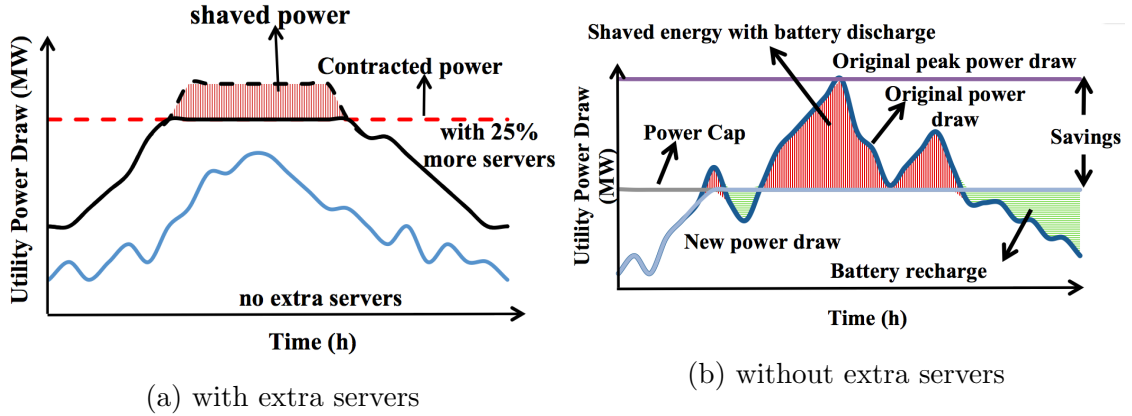 shaved power
Contracted power
with 25%
more servers
no extra servers
Utility Power Draw (MW)
Time (h)
(a) with extra servers
Shaved energy with battery discharge
Original peak power draw
Original power
draw
Power Cap
Savings
New power draw
Battery recharge
Utility Power Draw
(MW)
Time (h)
(b) without extra servers